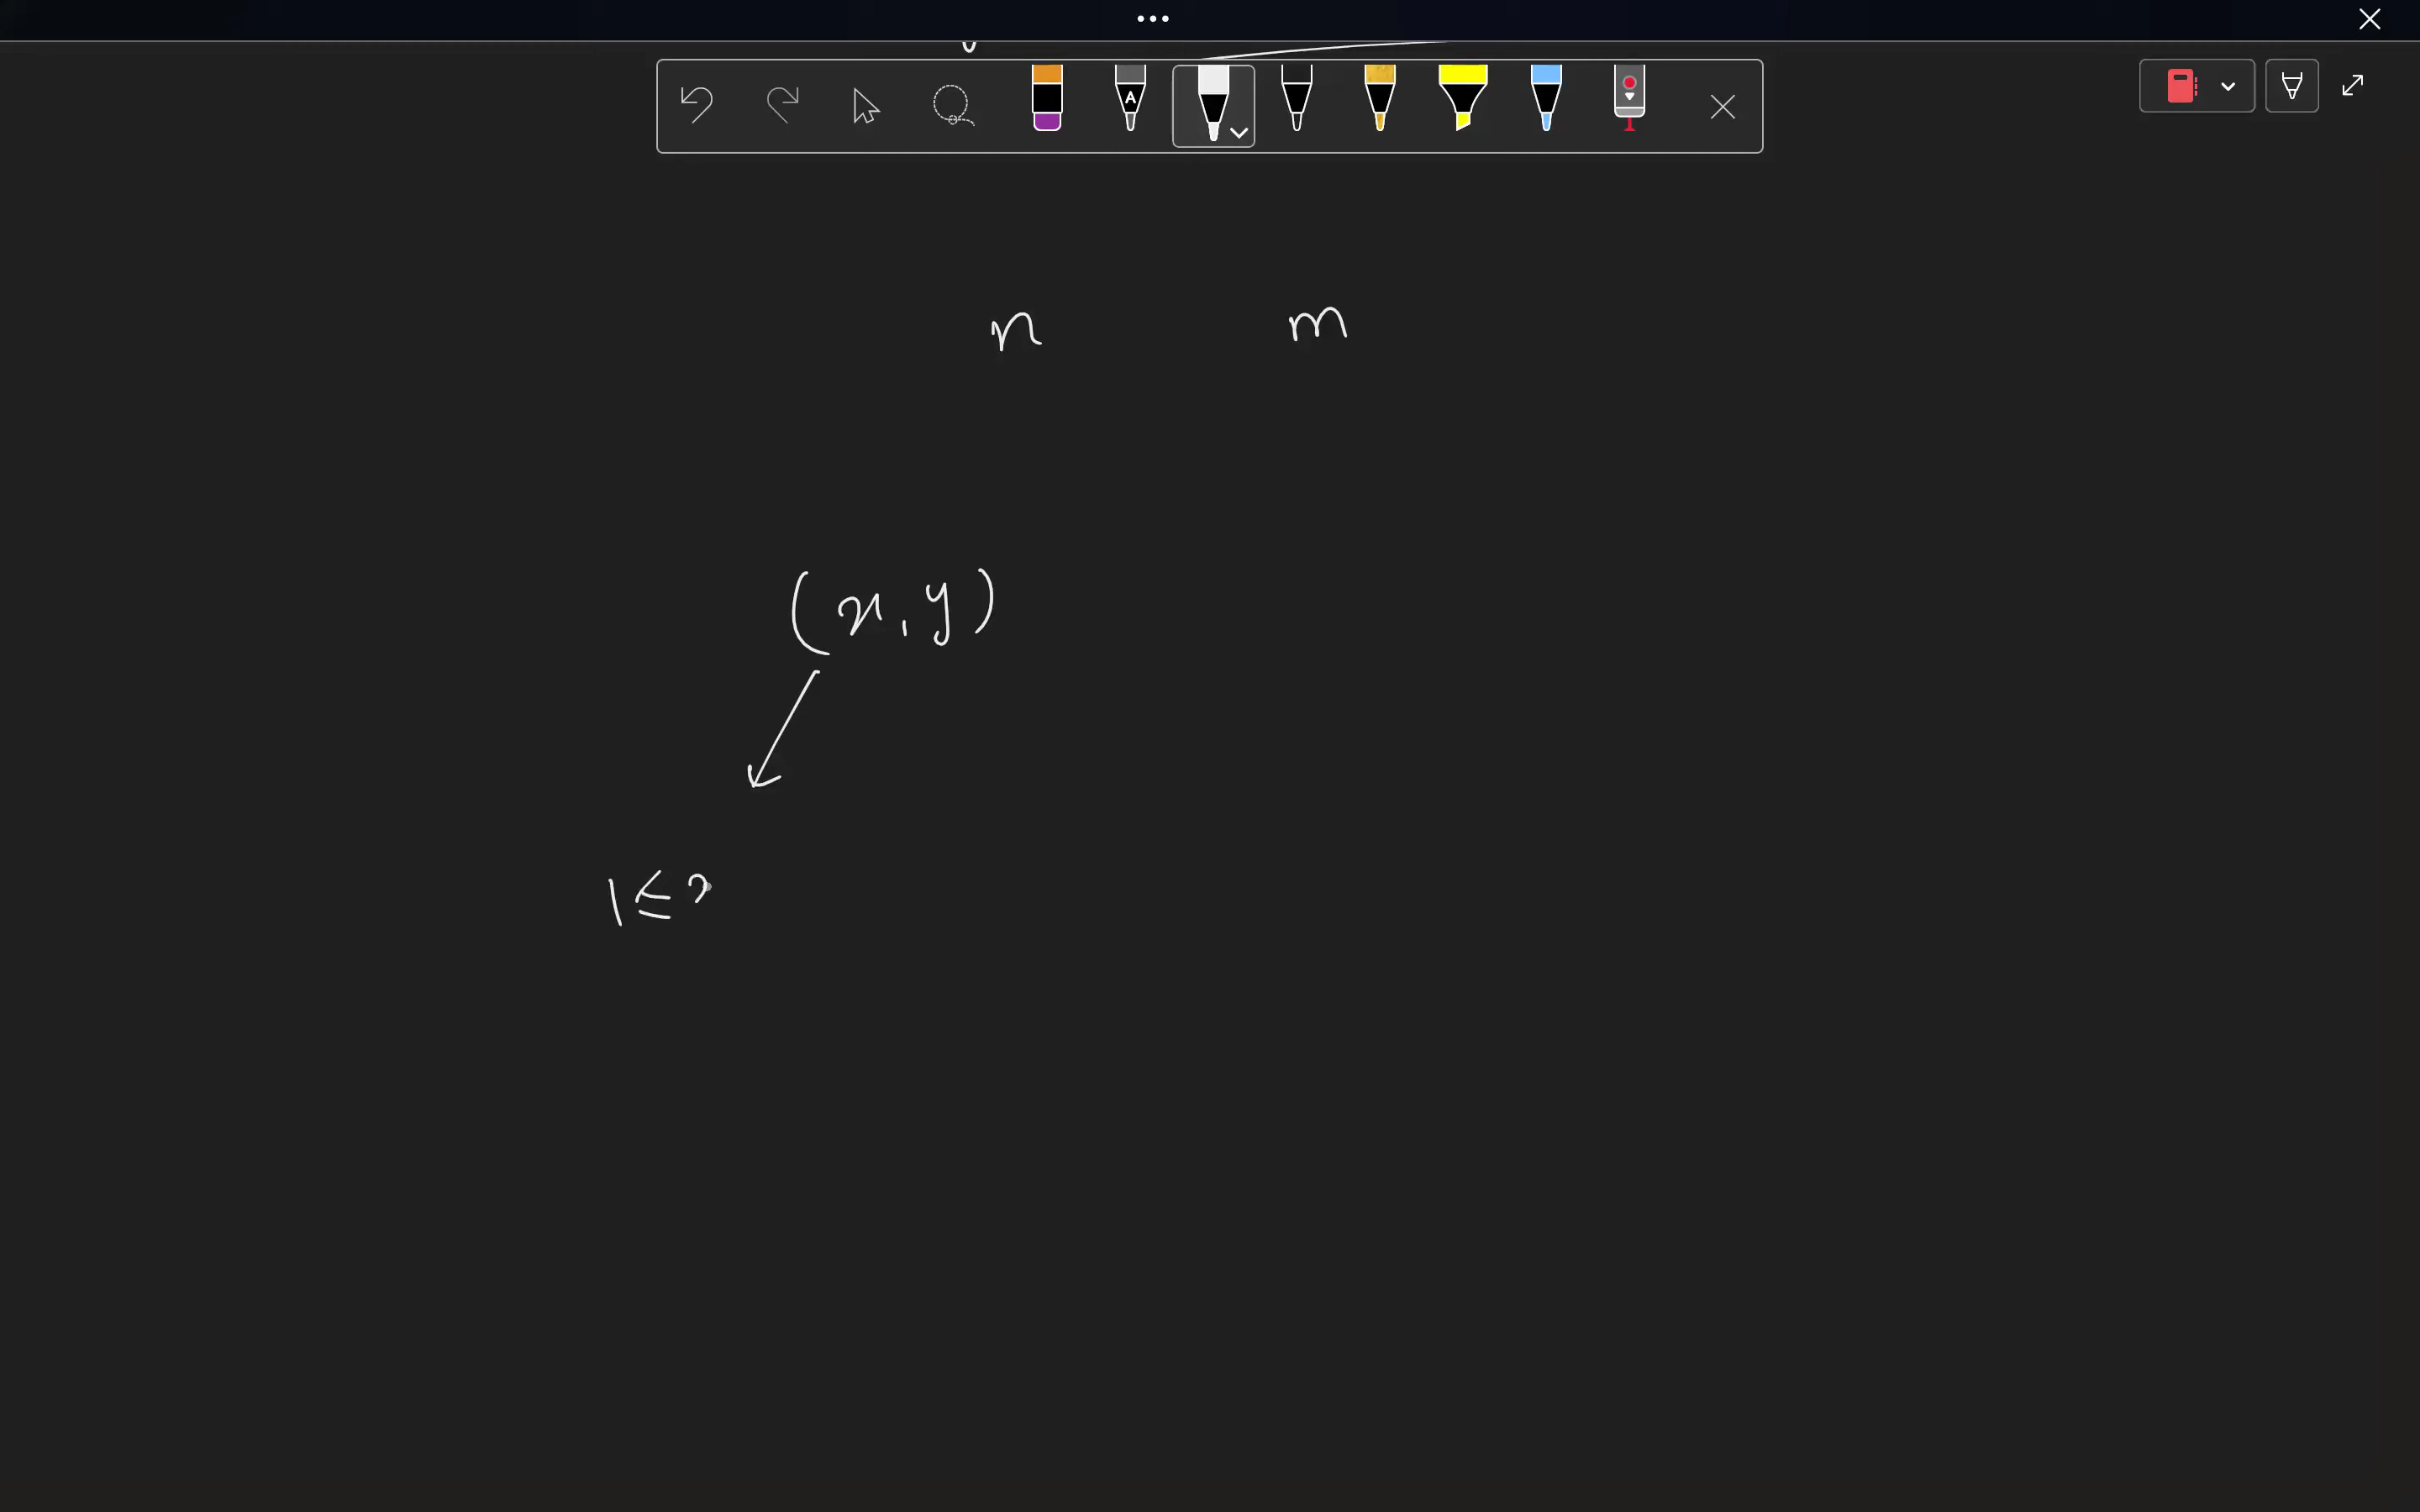 n m
(x, y)
1 ≤